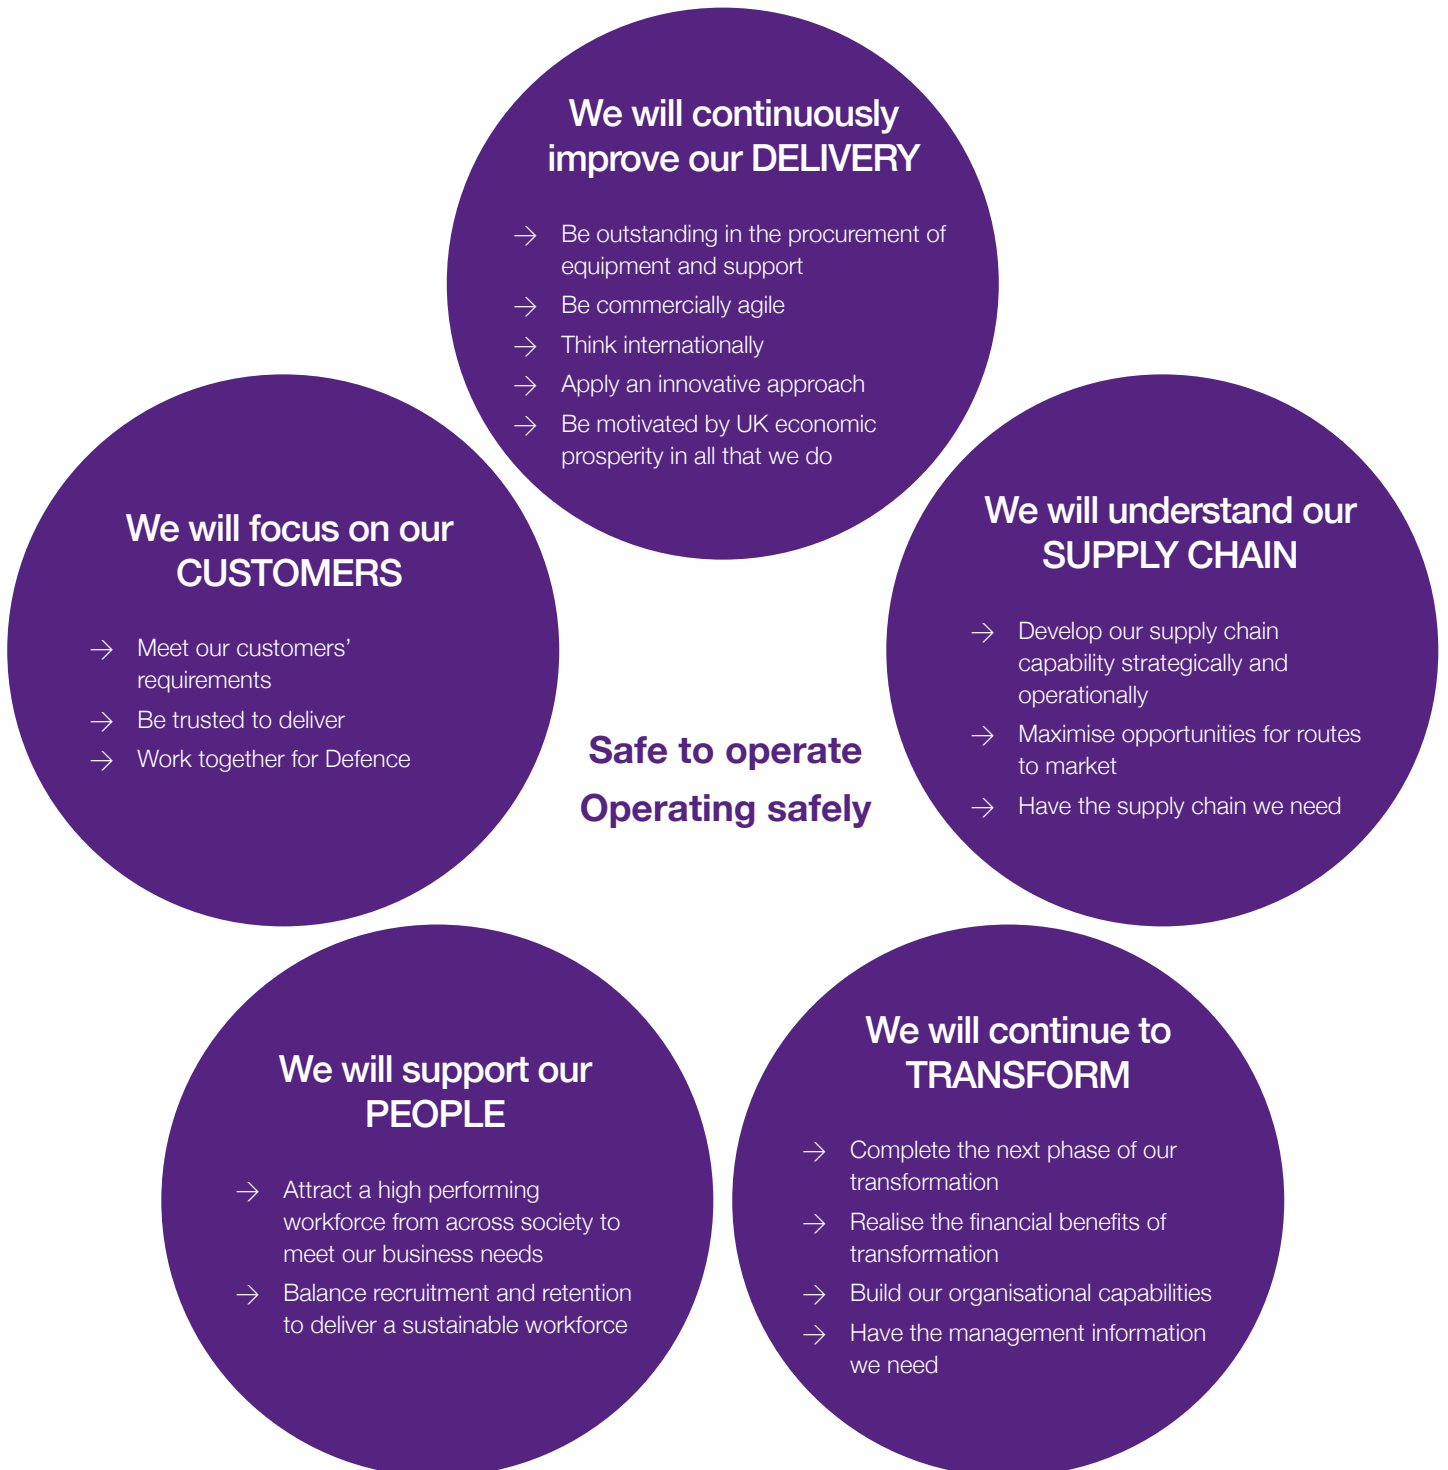 We will continuously
improve our DELIVERY
→ Be outstanding in the procurement of
equipment and support
→ Be commercially agile
→ Think internationally
→ Apply an innovative approach
→ Be motivated by UK economic
prosperity in all that we do
We will focus on our
CUSTOMERS
→ Meet our customers’
requirements
→ Be trusted to deliver
→ Work together for Defence
We will understand our
SUPPLY CHAIN
→ Develop our supply chain
capability strategically and
operationally
→ Maximise opportunities for routes
to market
→ Have the supply chain we need
Safe to operate
Operating safely
We will support our
PEOPLE
→ Attract a high performing
workforce from across society to
meet our business needs
→ Balance recruitment and retention
to deliver a sustainable workforce
We will continue to
TRANSFORM
→ Complete the next phase of our
transformation
→ Realise the financial benefits of
transformation
→ Build our organisational capabilities
→ Have the management information
we need